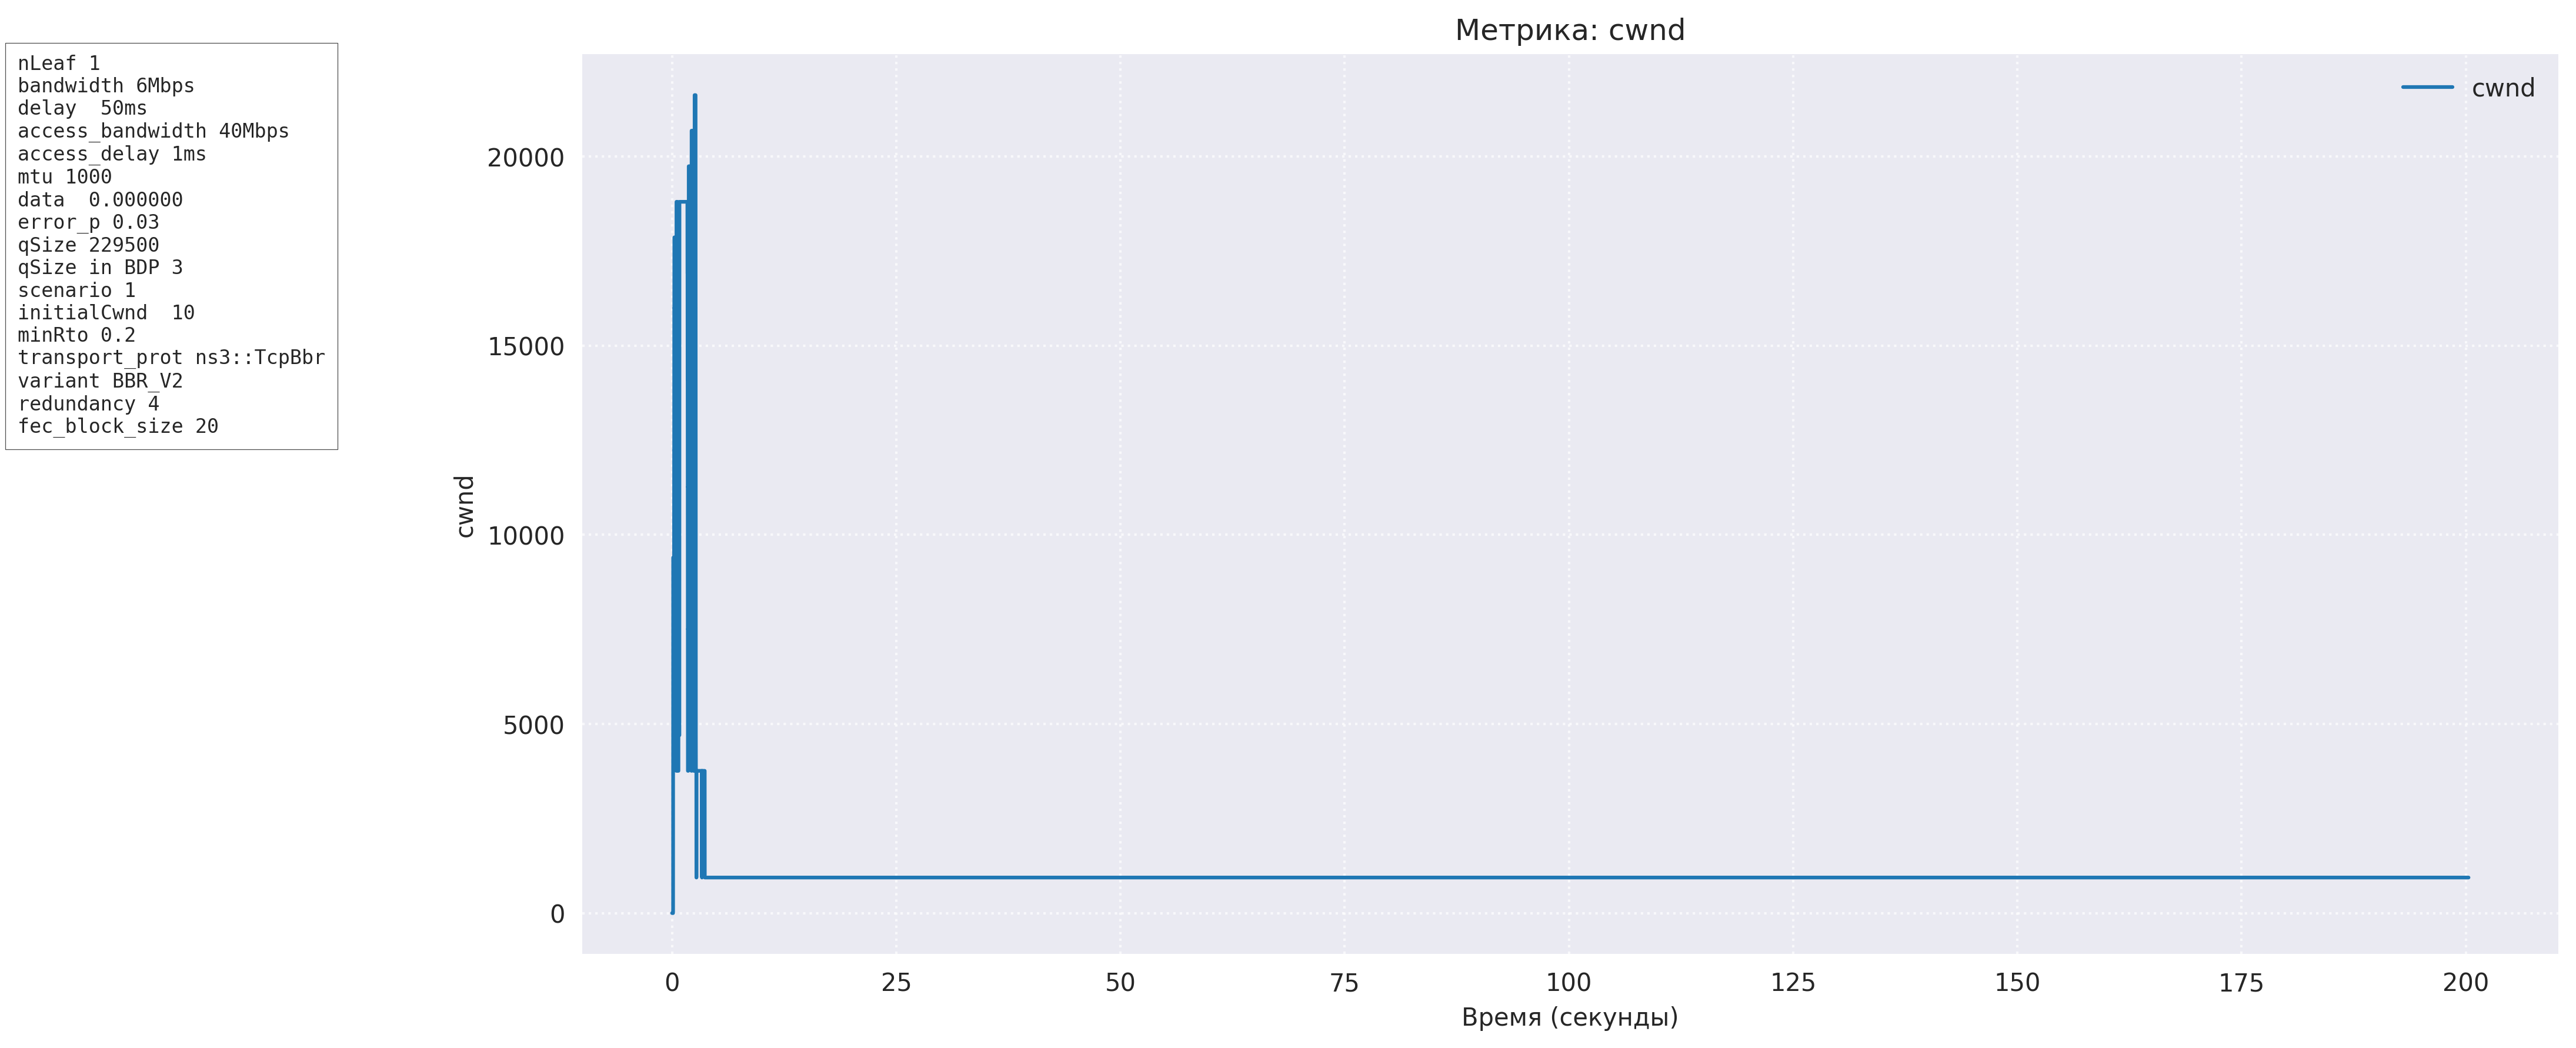 Метрика: cwnd
nLeaf 1
bandwidth 6Mbps
delay  50ms
access_bandwidth 40Mbps
access_delay 1ms
mtu 1000
data  0.000000
error_p 0.03
qSize 229500
qSize in BDP 3
scenario 1
initialCwnd  10
minRto 0.2
transport_prot ns3::TcpBbr
variant BBR_V2
redundancy 4
fec_block_size 20
cwnd
20000
15000
10000
5000
0
cwnd
0 25 50 75 100 125 150 175 200
Время (секунды)